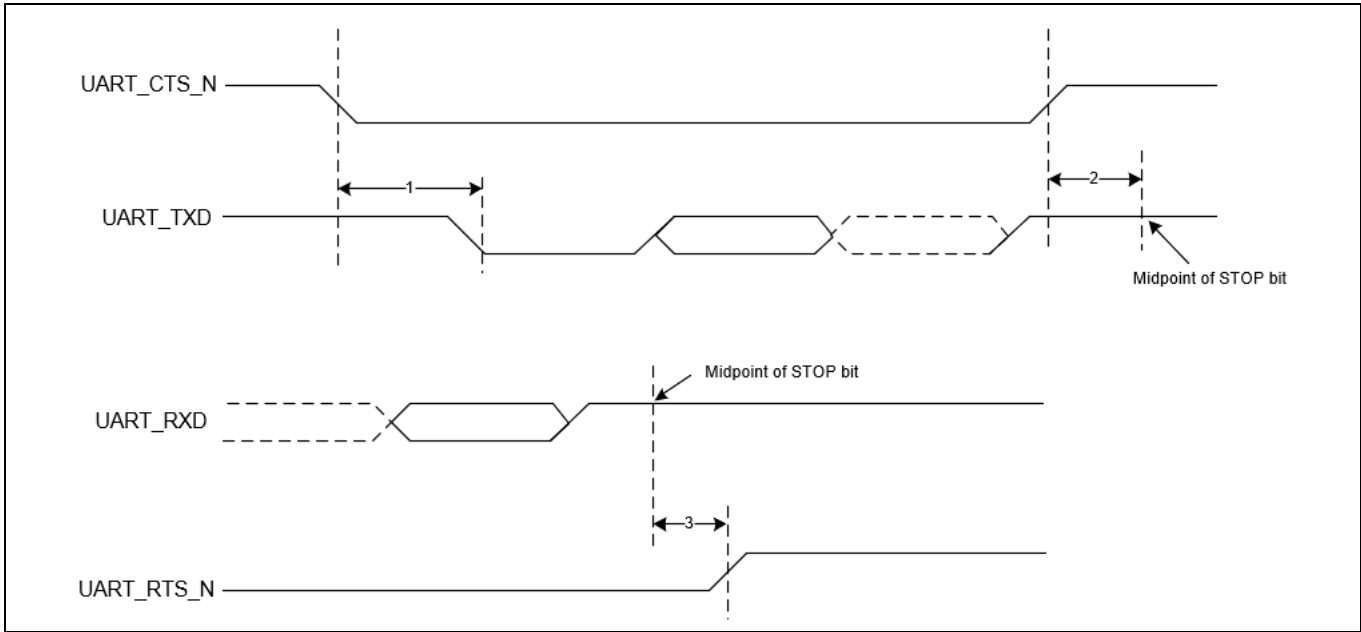 UART_CTS_N
1
2
UART_TXD
Midpoint of STOP bit
Midpoint of STOP bit
UART_RXD
3
UART_RTS_N